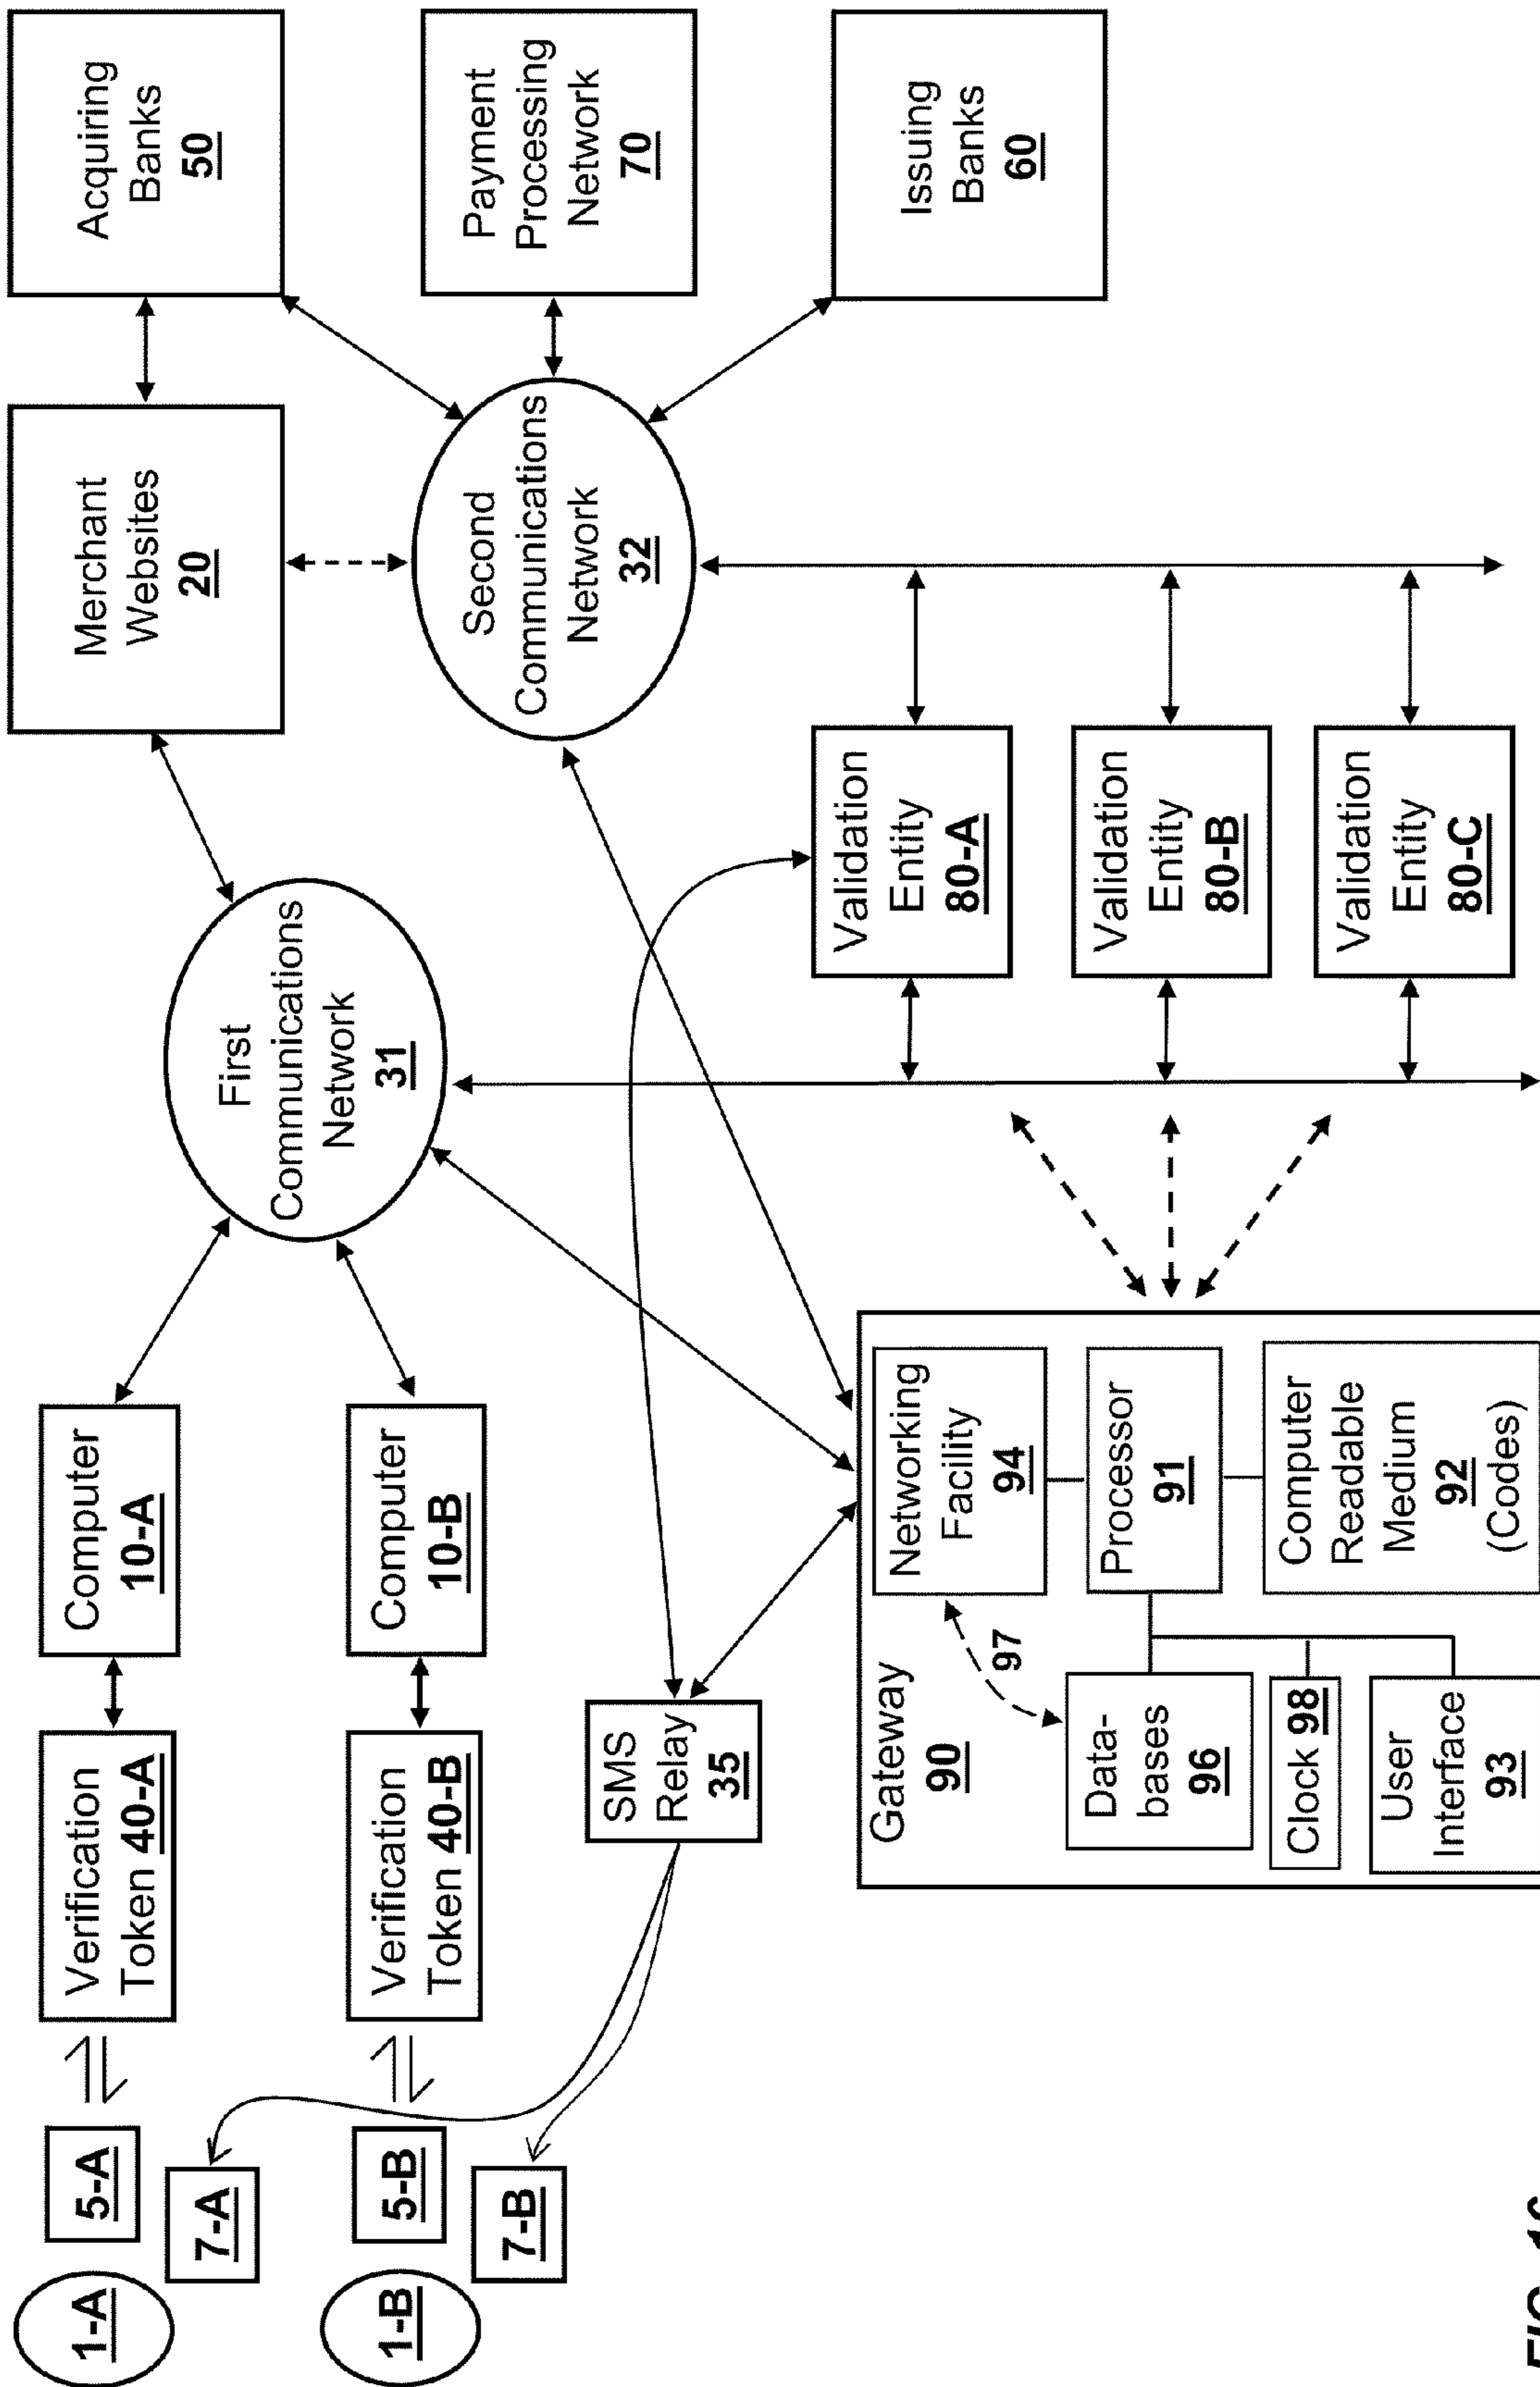 1-A
5-A
7-A
Verification
Token 40-A
Computer
10-A
1-B
5-B
7-B
Verification
Token 40-B
Computer
10-B
First
Communications
Network
31
Merchant
Websites
20
Acquiring
Banks
50
Second
Communications
Network
32
Payment
Processing
Network
70
Issuing
Banks
60
SMS
Relay
35
Gateway
90
Networking
Facility
94
97
Processor
91
Data-
bases
96
Clock 98
User
Interface
93
Computer
Readable
Medium
92
(Codes)
Validation
Entity
80-A
Validation
Entity
80-B
Validation
Entity
80-C